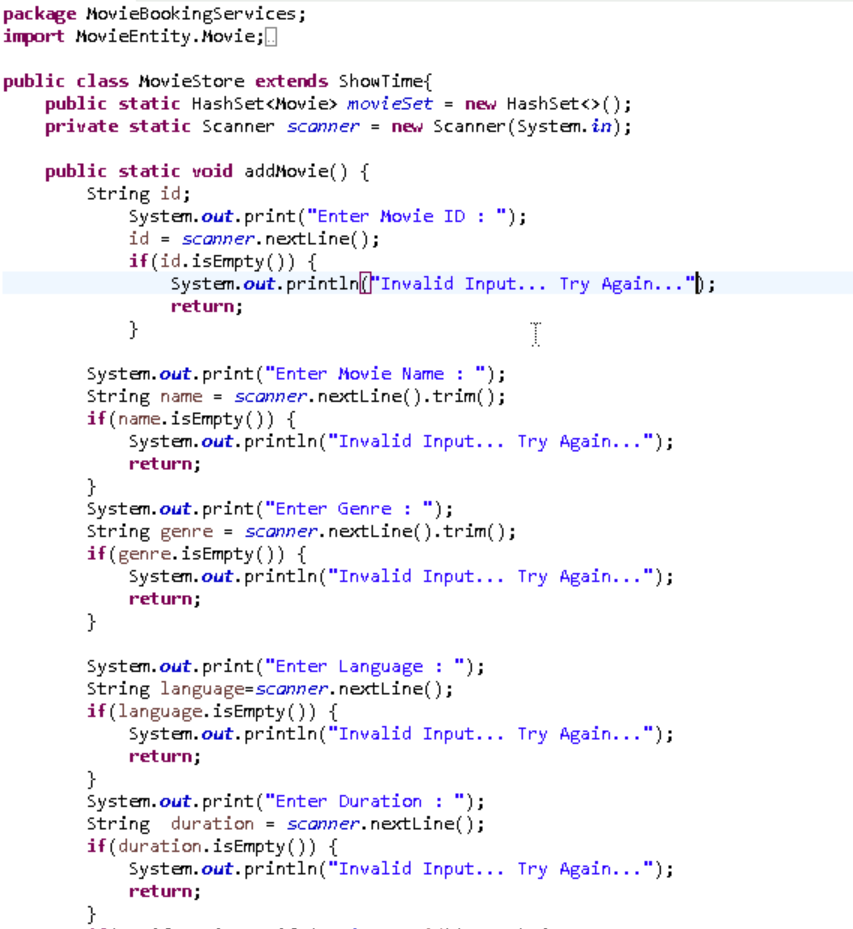 package MovieBookingServices;
import MovieEntity.Movie;
public class MovieStore extends ShowTime{
    public static HashSet<Movie> movieSet = new HashSet<>();
    private static Scanner scanner = new Scanner(System.in);
    public static void addMovie() {
        String id;
            System.out.print("Enter Movie ID : ");
            id = scanner.nextLine();
            if(id.isEmpty()) {
                System.out.println("Invalid Input... Try Again...");
                return;
            }
        System.out.print("Enter Movie Name : ");
        String name = scanner.nextLine().trim();
        if(name.isEmpty()) {
            System.out.println("Invalid Input... Try Again...");
            return;
        }
        System.out.print("Enter Genre : ");
        String genre = scanner.nextLine().trim();
        if(genre.isEmpty()) {
            System.out.println("Invalid Input... Try Again...");
            return;
        }
        System.out.print("Enter Language : ");
        String language=scanner.nextLine();
        if(language.isEmpty()) {
            System.out.println("Invalid Input... Try Again...");
            return;
        }
        System.out.print("Enter Duration : ");
        String  duration = scanner.nextLine();
        if(duration.isEmpty()) {
            System.out.println("Invalid Input... Try Again...");
            return;
        }